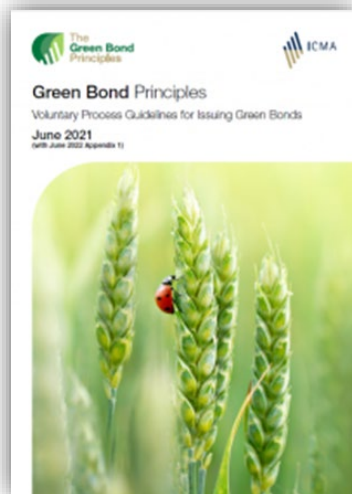 The
Green Bond
Principles
ICMA
Green Bond Principles
Voluntary Process Guidelines for Issuing Green Bonds
June 2021
(with June 2022 Appendix 1)